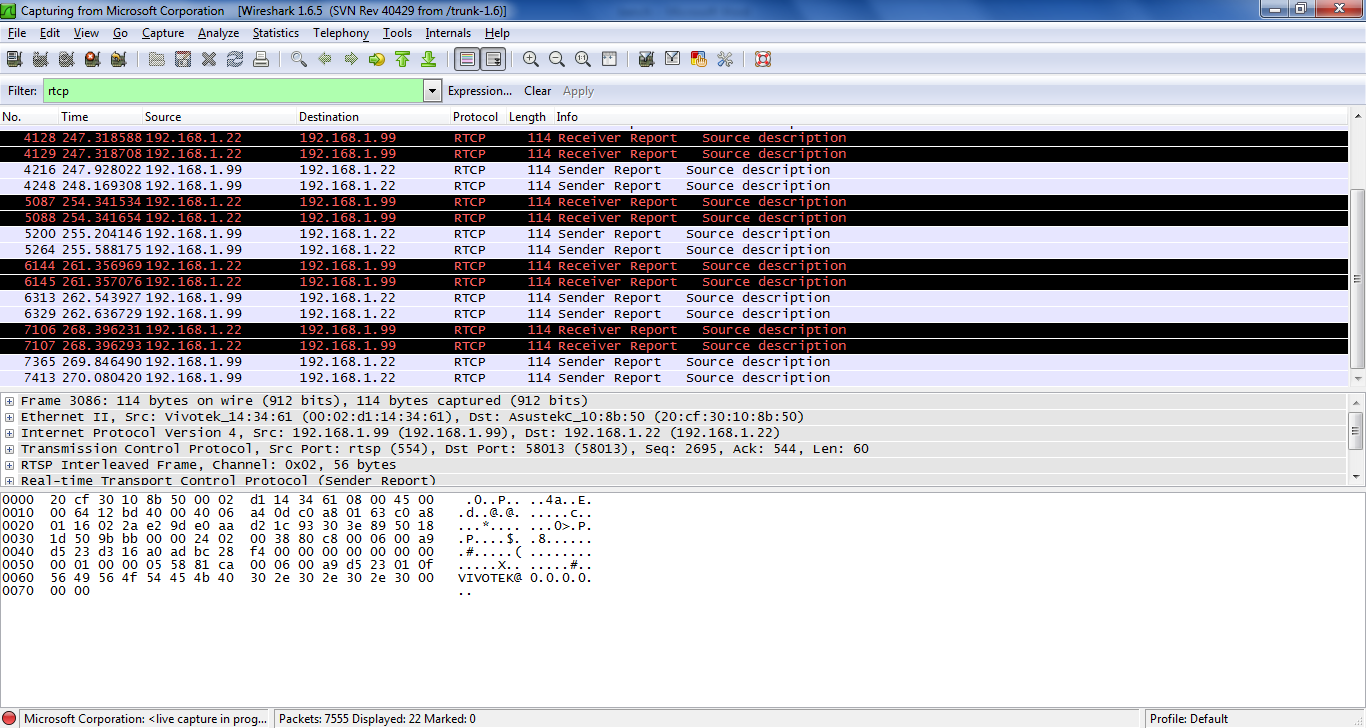 Capturing from Microsoft Corporation [Wireshark 1.6.5 (SVN Rev 40429 from /trunk-1.6)]
File Edit View Go Capture Analyze Statistics Telephony Tools Internals Help
Filter: rtcp Expression... Clear Apply
No. Time Source Destination Protocol Length Info
4128 247.318588 192.168.1.22 192.168.1.99 RTCP 114 Receiver Report Source description
4129 247.318708 192.168.1.22 192.168.1.99 RTCP 114 Receiver Report Source description
4216 247.928022 192.168.1.99 192.168.1.22 RTCP 114 Sender Report Source description
4248 248.169308 192.168.1.99 192.168.1.22 RTCP 114 Sender Report Source description
5087 254.341534 192.168.1.22 192.168.1.99 RTCP 114 Receiver Report Source description
5088 254.341654 192.168.1.22 192.168.1.99 RTCP 114 Receiver Report Source description
5200 255.204146 192.168.1.99 192.168.1.22 RTCP 114 Sender Report Source description
5264 255.588175 192.168.1.99 192.168.1.22 RTCP 114 Sender Report Source description
6144 261.356969 192.168.1.22 192.168.1.99 RTCP 114 Receiver Report Source description
6145 261.357076 192.168.1.22 192.168.1.99 RTCP 114 Receiver Report Source description
6313 262.543927 192.168.1.99 192.168.1.22 RTCP 114 Sender Report Source description
6329 262.636729 192.168.1.99 192.168.1.22 RTCP 114 Sender Report Source description
7106 268.396231 192.168.1.22 192.168.1.99 RTCP 114 Receiver Report Source description
7107 268.396293 192.168.1.22 192.168.1.99 RTCP 114 Receiver Report Source description
7365 269.846490 192.168.1.99 192.168.1.22 RTCP 114 Sender Report Source description
7413 270.080420 192.168.1.99 192.168.1.22 RTCP 114 Sender Report Source description
Frame 3086: 114 bytes on wire (912 bits), 114 bytes captured (912 bits)
Ethernet II, Src: Vivotek_14:34:61 (00:02:d1:14:34:61), Dst: AsustekC_10:8b:50 (20:cf:30:10:8b:50)
Internet Protocol Version 4, Src: 192.168.1.99 (192.168.1.99), Dst: 192.168.1.22 (192.168.1.22)
Transmission Control Protocol, Src Port: rtsp (554), Dst Port: 58013 (58013), Seq: 2695, Ack: 544, Len: 60
RTSP Interleaved Frame, Channel: 0x02, 56 bytes
Real-time Transport Control Protocol (Sender Report)
0000 20 cf 30 10 8b 50 00 02 d1 14 34 61 08 00 45 00 .0..P.. ..4a..E.
0010 00 64 12 bd 40 00 40 06 a4 0d c0 a8 01 63 c0 a8 .d..@.@. .....c..
0020 01 16 02 2a e2 9d e0 aa d2 1c 93 30 3e 89 50 18 ...*.... ...0>.P.
0030 1d 50 9b bb 00 00 24 02 00 38 80 c8 00 06 00 a9 .P....$. .8......
0040 d5 23 d3 16 a0 ad bc 28 f4 00 00 00 00 00 00 00 .#.....( ........
0050 00 01 00 00 05 58 81 ca 00 06 00 a9 d5 23 01 0f .....X.. .....#..
0060 56 49 56 4f 54 45 4b 40 30 2e 30 2e 30 2e 30 00 VIVOTEK@ 0.0.0.0.
0070 00 00 ..
Microsoft Corporation: <live capture in prog... Packets: 7555 Displayed: 22 Marked: 0 Profile: Default